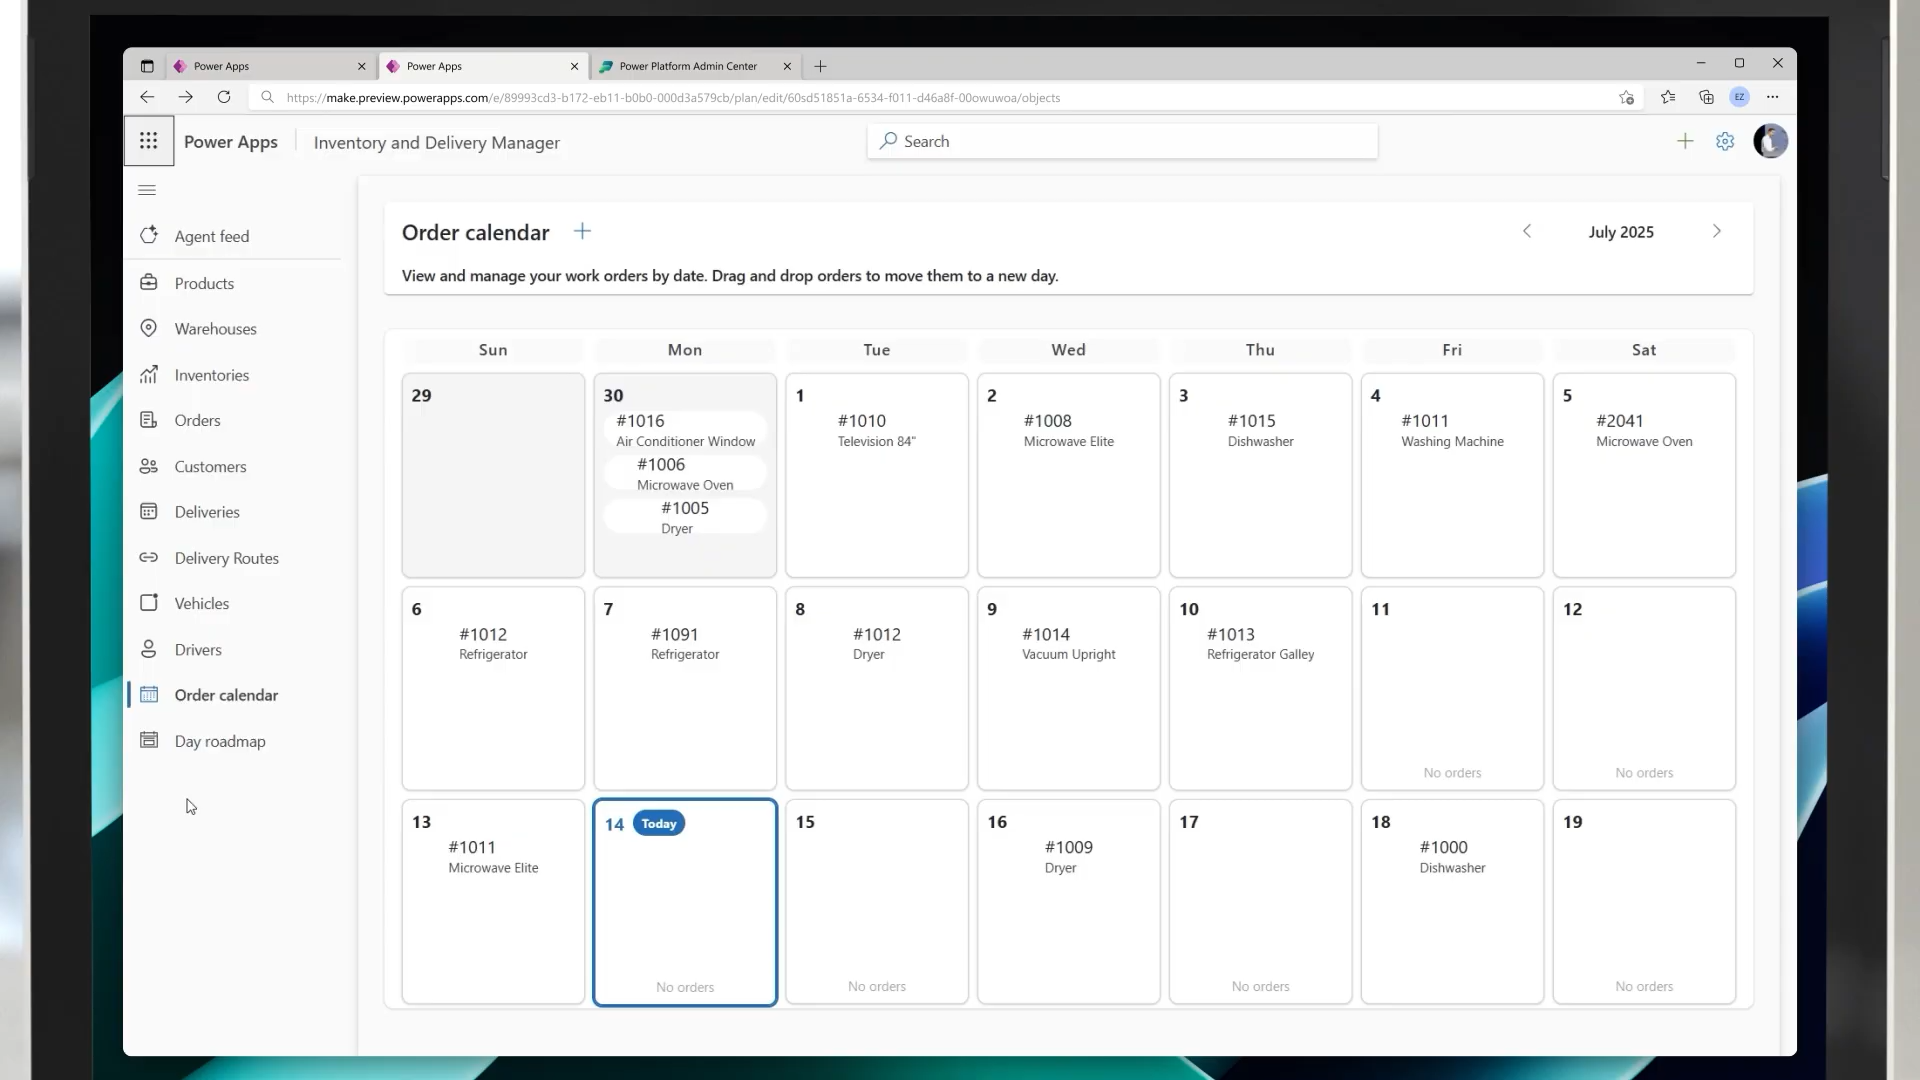 Power Apps
Power Apps
Power Platform Admin Center
https://make.preview.powerapps.com/e/89993cd3-b172-eb11-b0b0-000d3a579cb/plan/edit/60sd51851a-6534-f011-d46a8f-00owuwoa/objects
EZ
Power Apps
Inventory and Delivery Manager
Search
Agent feed
Products
Warehouses
Inventories
Orders
Customers
Deliveries
Delivery Routes
Vehicles
Drivers
Order calendar
Day roadmap
Order calendar
July 2025
View and manage your work orders by date. Drag and drop orders to move them to a new day.
Sun Mon Tue Wed Thu Fri Sat
29
30
#1016
Air Conditioner Window
#1006
Microwave Oven
#1005
Dryer
1
#1010
Television 84"
2
#1008
Microwave Elite
3
#1015
Dishwasher
4
#1011
Washing Machine
5
#2041
Microwave Oven
6
#1012
Refrigerator
7
#1091
Refrigerator
8
#1012
Dryer
9
#1014
Vacuum Upright
10
#1013
Refrigerator Galley
11
No orders
12
No orders
13
#1011
Microwave Elite
14 Today
No orders
15
No orders
16
#1009
Dryer
17
No orders
18
#1000
Dishwasher
19
No orders